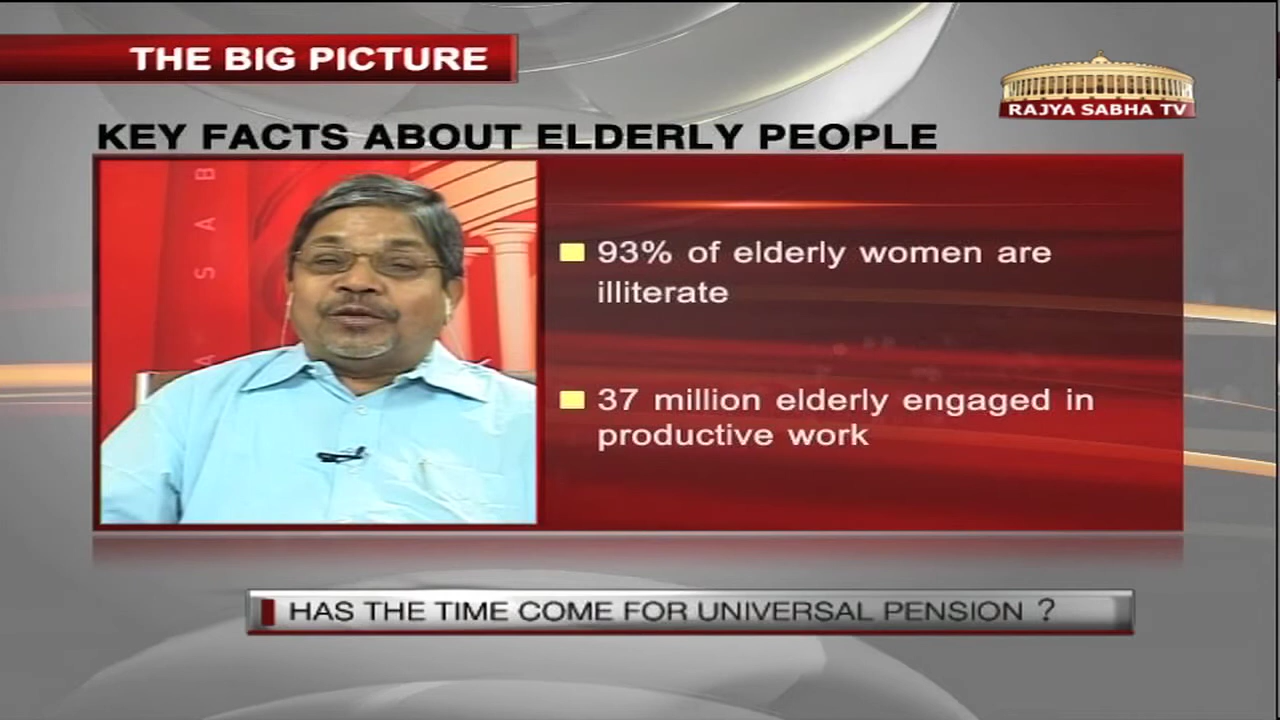 THE BIG PICTURE
RAJYA SABHA TV
KEY FACTS ABOUT ELDERLY PEOPLE
S A B
A
93% of elderly women are
illiterate
37 million elderly engaged in
productive work
HAS THE TIME COME FOR UNIVERSAL PENSION ?